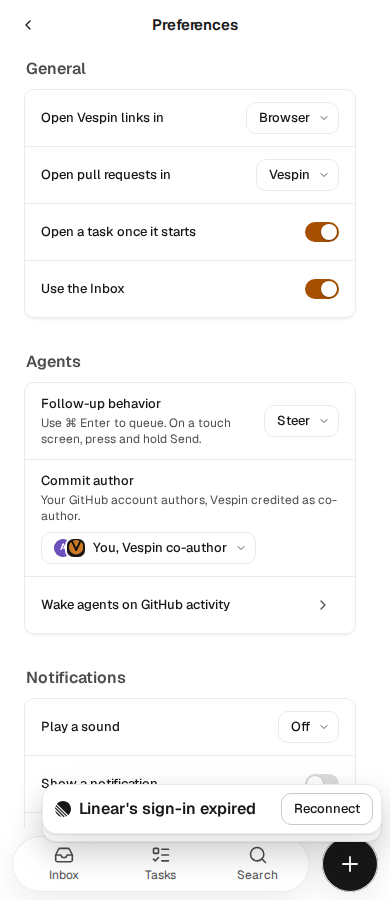 Preferences
General
Open Vespin links in
Browser
Open pull requests in
Vespin
Open a task once it starts
Use the Inbox
Agents
Follow-up behavior
Use ⌘ Enter to queue. On a touch
screen, press and hold Send.
Steer
Commit author
Your GitHub account authors, Vespin credited as co-
author.
You, Vespin co-author
Wake agents on GitHub activity
Notifications
Play a sound
Off
Show a notification
Linear's sign-in expired
Reconnect
Inbox
Tasks
Search